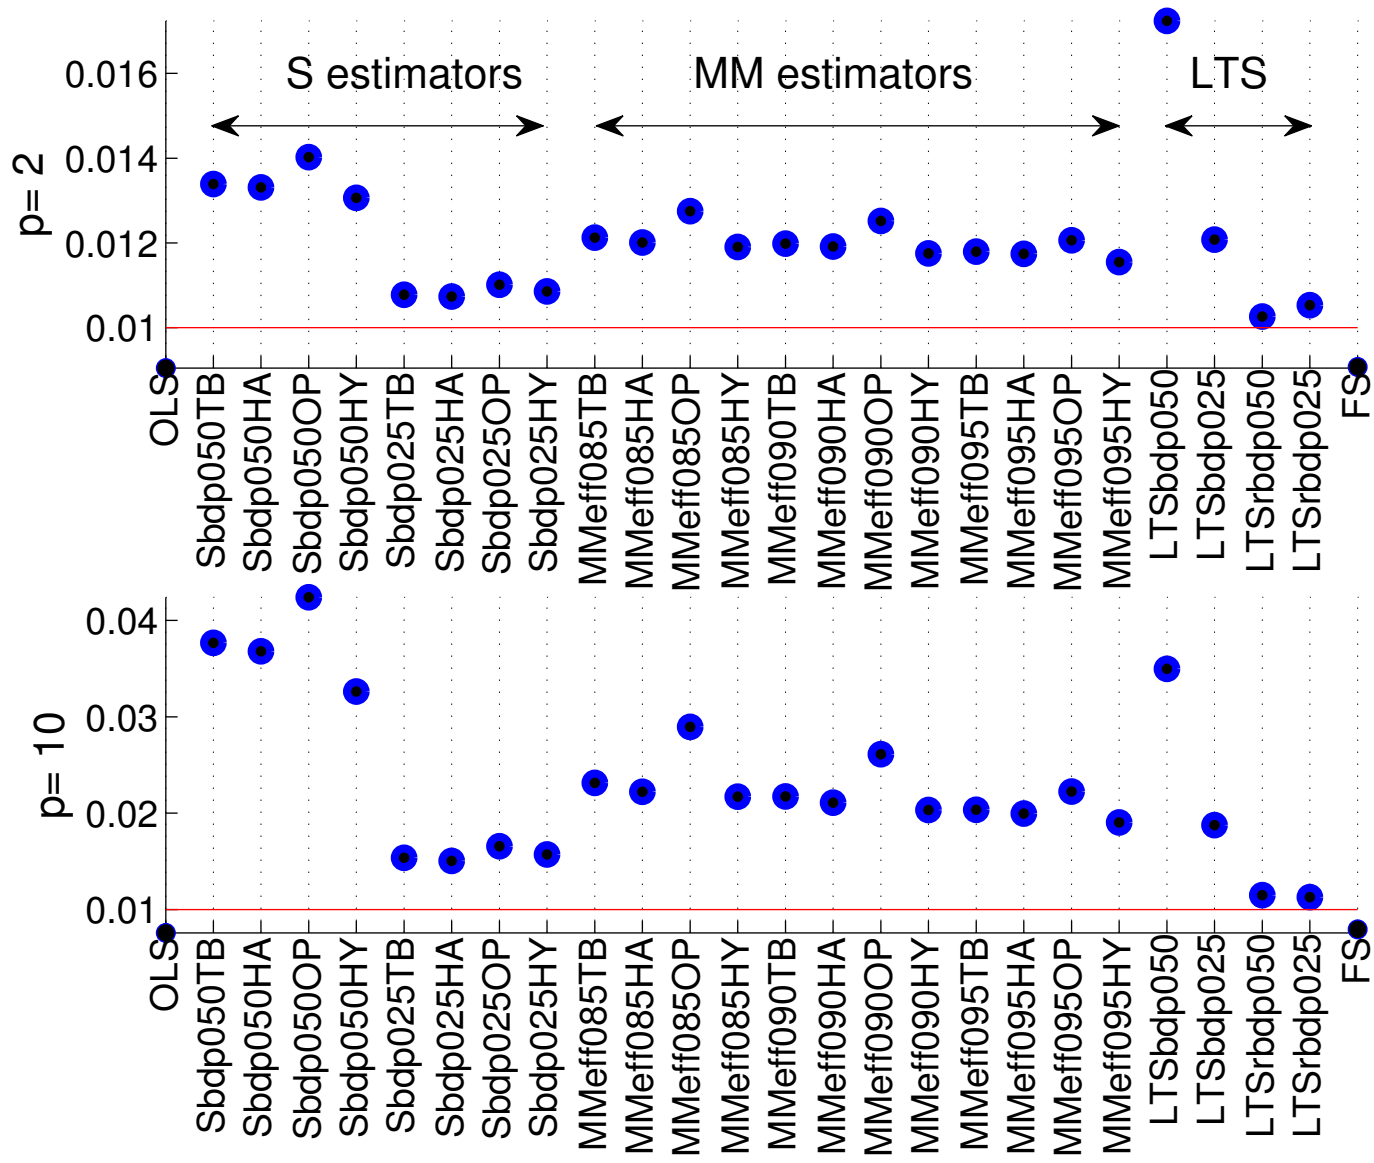 S estimators
MM estimators
LTS
p= 2
0.016
0.014
0.012
0.01
OLS
Sbdp050TB
Sbdp050HA
Sbdp050OP
Sbdp050HY
Sbdp025TB
Sbdp025HA
Sbdp025OP
Sbdp025HY
MMeff085TB
MMeff085HA
MMeff085OP
MMeff085HY
MMeff090TB
MMeff090HA
MMeff090OP
MMeff090HY
MMeff095TB
MMeff095HA
MMeff095OP
MMeff095HY
LTSbdp050
LTSbdp025
LTSrbdp050
LTSrbdp025
FS
p= 10
0.04
0.03
0.02
0.01
OLS
Sbdp050TB
Sbdp050HA
Sbdp050OP
Sbdp050HY
Sbdp025TB
Sbdp025HA
Sbdp025OP
Sbdp025HY
MMeff085TB
MMeff085HA
MMeff085OP
MMeff085HY
MMeff090TB
MMeff090HA
MMeff090OP
MMeff090HY
MMeff095TB
MMeff095HA
MMeff095OP
MMeff095HY
LTSbdp050
LTSbdp025
LTSrbdp050
LTSrbdp025
FS